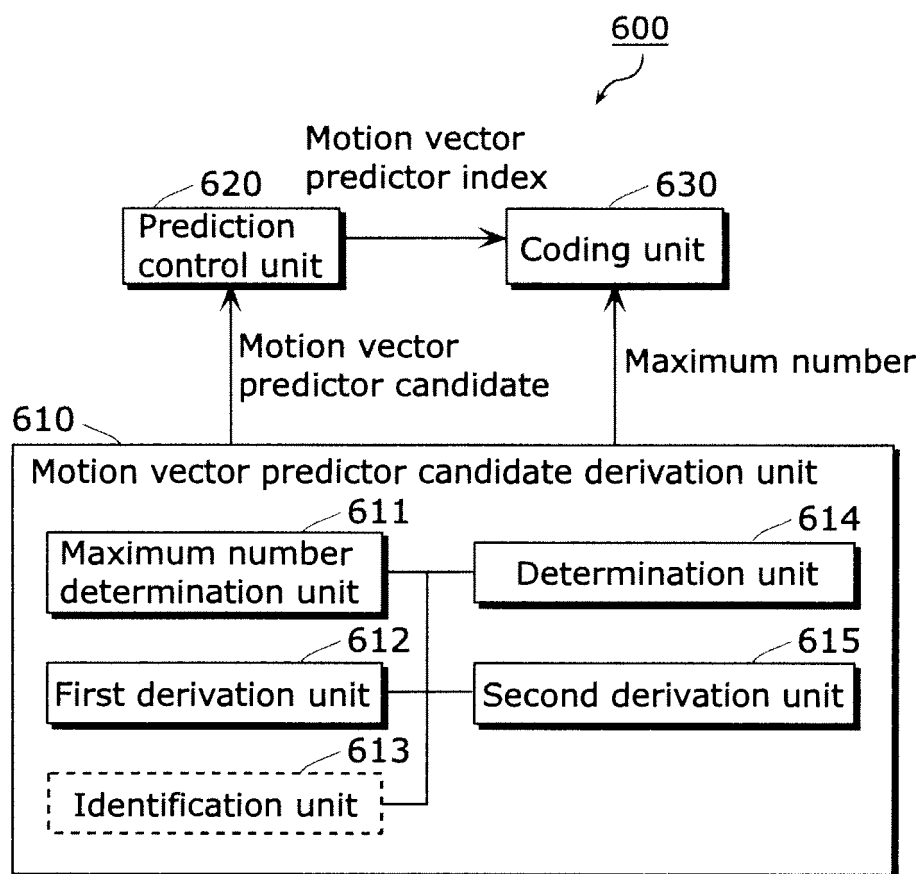 600
Motion vector
predictor index
620
630
Prediction
control unit
Coding unit
Motion vector
predictor candidate
Maximum number
610
Motion vector predictor candidate derivation unit
611
614
Maximum number
determination unit
Determination unit
612
615
First derivation unit
Second derivation unit
613
Identification unit